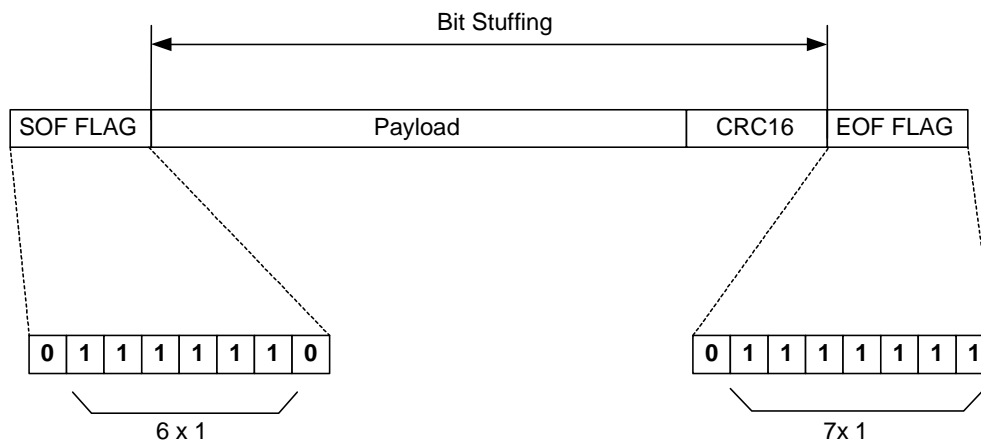 Bit Stuffing
SOF FLAG Payload CRC16 EOF FLAG
0 1 1 1 1 1 1 0 0 1 1 1 1 1 1 1
6 x 1 7x 1